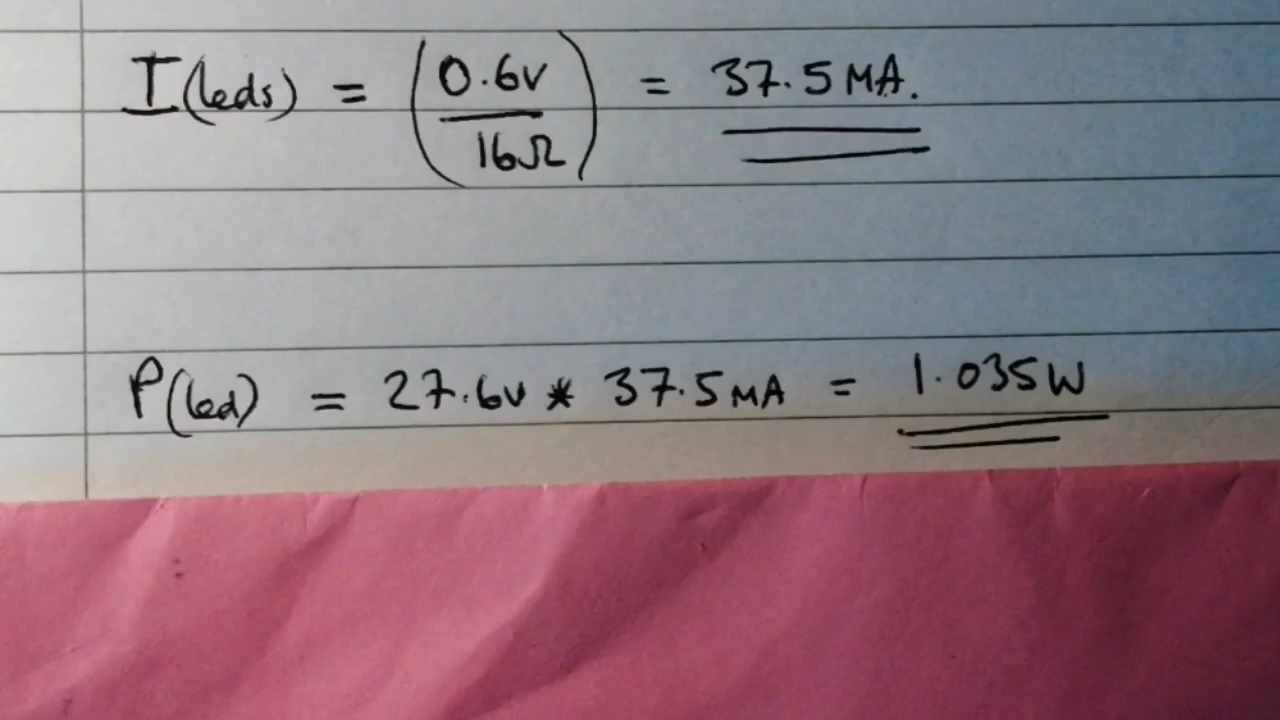 I(leds) = (0.6V / 16Ω) = 37.5MA.
P(led) = 27.6V * 37.5MA = 1.035W